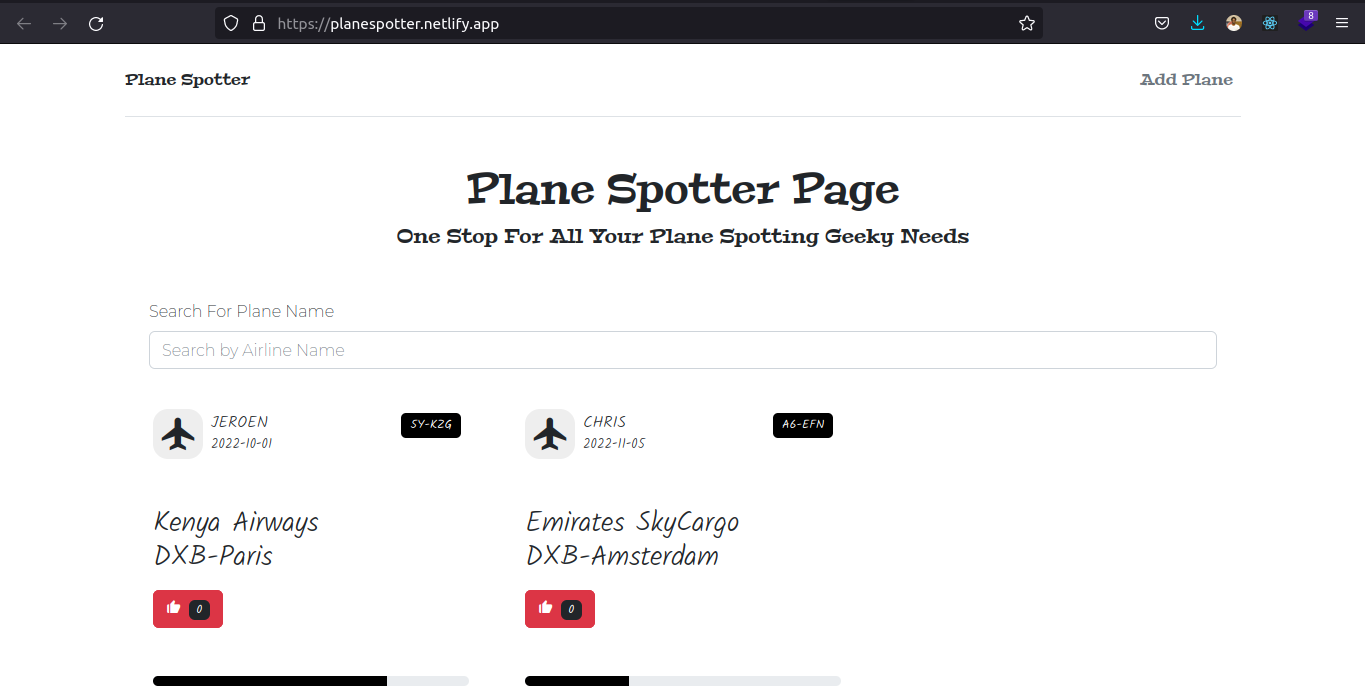 https://planespotter.netlify.app
8
Plane Spotter
Add Plane
Plane Spotter Page
One Stop For All Your Plane Spotting Geeky Needs
Search For Plane Name
Search by Airline Name
JEROEN
2022-10-01
5Y-KZG
Kenya Airways
DXB-Paris
0
CHRIS
2022-11-05
A6-EFN
Emirates SkyCargo
DXB-Amsterdam
0